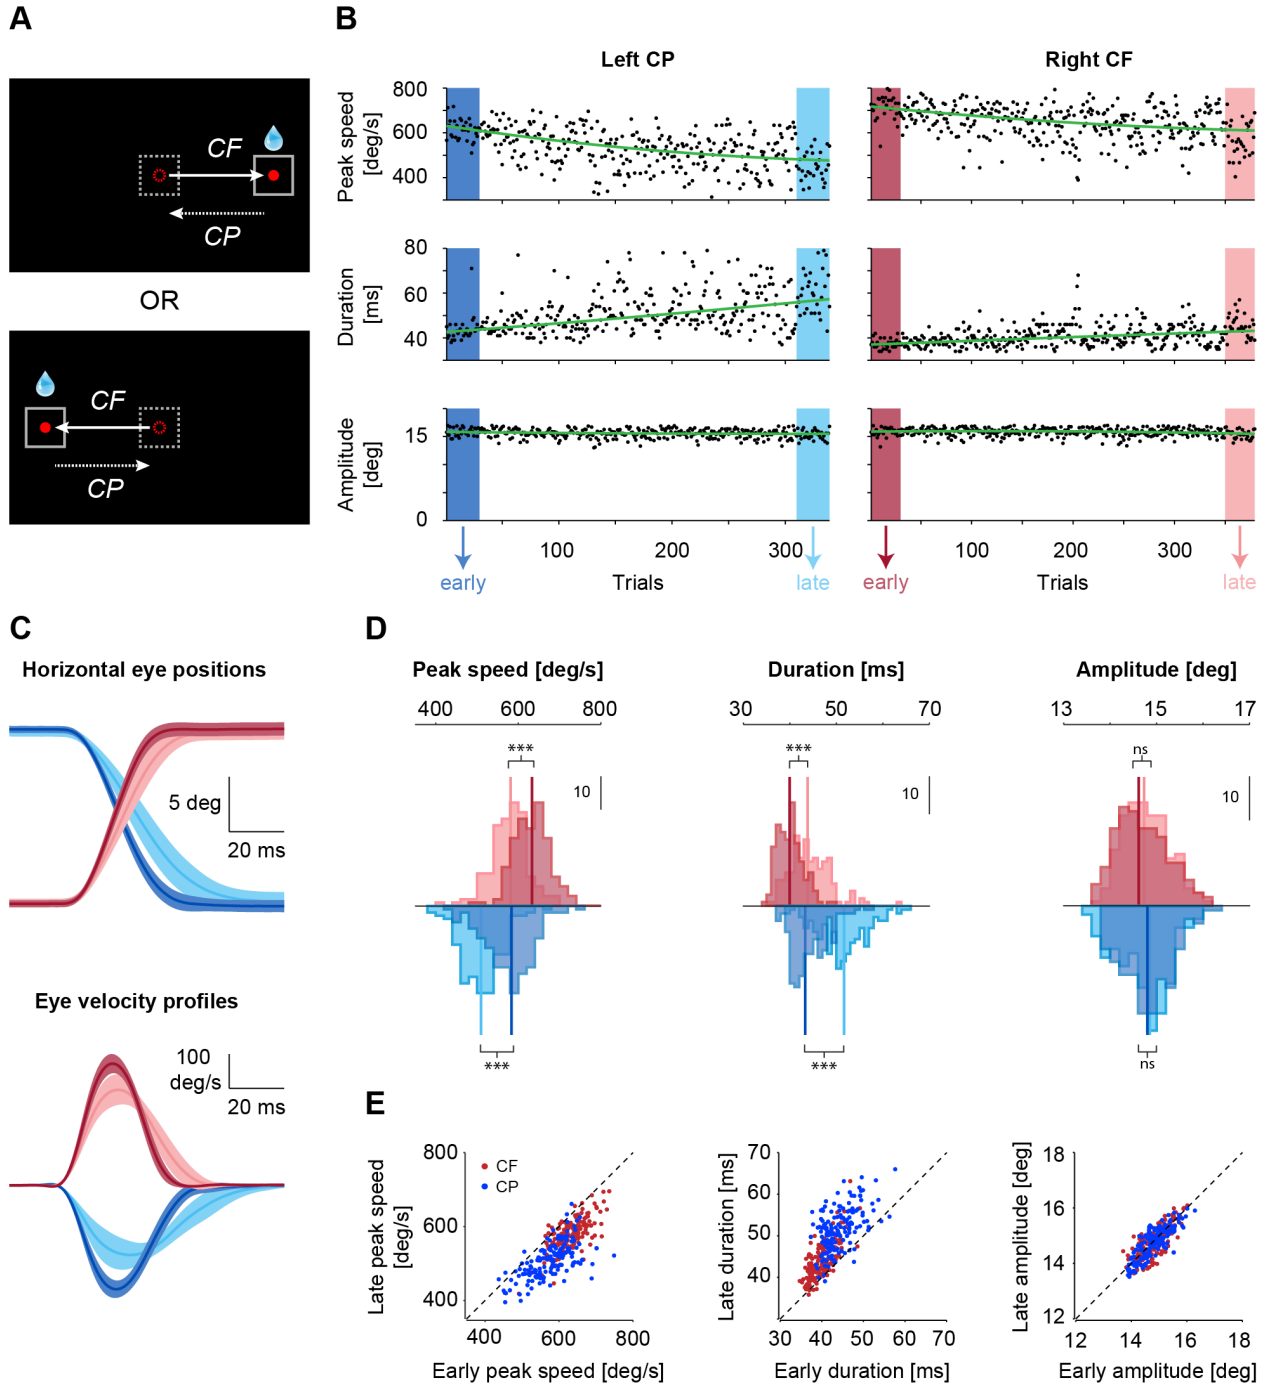 A
CF
CP
OR
CF
CP
B
Left CP
Right CF
Peak speed
[deg/s]
800
600
400
Duration
[ms]
80
60
40
Amplitude
[deg]
15
0
100
200
300
100
200
300
early
Trials
late
early
Trials
late
C
Horizontal eye positions
5 deg
20 ms
Eye velocity profiles
100
deg/s
20 ms
D
Peak speed [deg/s]
Duration [ms]
Amplitude [deg]
400
600
800
30
50
70
13
15
17
***
***
ns
10
10
10
***
***
ns
E
Late peak speed
[deg/s]
800
600
400
CF
CP
400
600
800
Early peak speed [deg/s]
Late duration [ms]
70
60
50
40
30
40
50
60
70
Early duration [ms]
Late amplitude [deg]
18
16
14
12
12
14
16
18
Early amplitude [deg]